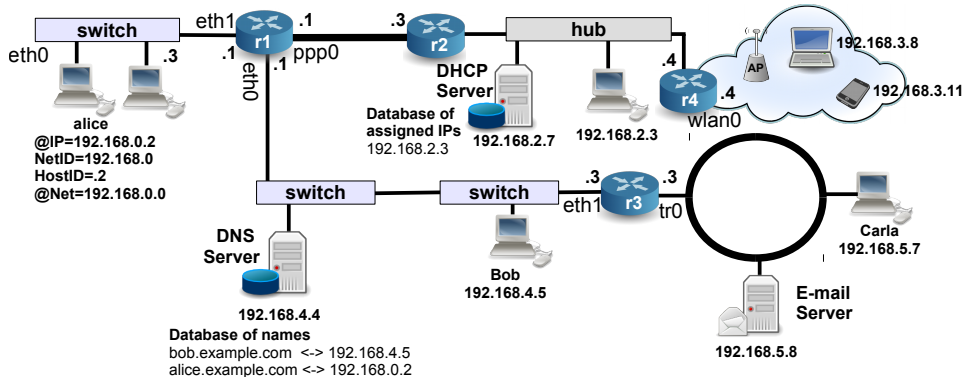 switch
eth1
.1
r1
.1
ppp0
.3
r2
hub
eth0
.3
.1
eth0
.1
alice
@IP=192.168.0.2
NetID=192.168.0
HostID=.2
@Net=192.168.0.0
DHCP
Server
Database of
assigned IPs
192.168.2.3
192.168.2.7
192.168.2.3
.4
r4
.4
wlan0
AP
192.168.3.8
192.168.3.11
switch
switch
.3
eth1
r3
.3
tr0
DNS
Server
192.168.4.4
Database of names
bob.example.com <-> 192.168.4.5
alice.example.com <-> 192.168.0.2
Bob
192.168.4.5
Carla
192.168.5.7
E-mail
Server
192.168.5.8